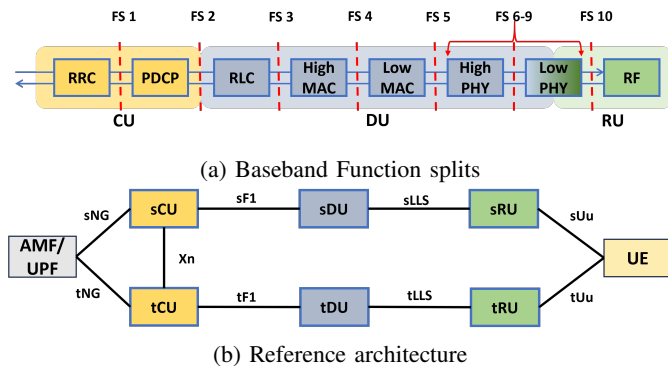 FS 1 FS 2 FS 3 FS 4 FS 5 FS 6-9 FS 10
RRC PDCP RLC High MAC Low MAC High PHY Low PHY RF
CU DU RU
(a) Baseband Function splits
sCU sF1 sDU sLLS sRU
sNG sUu
AMF/
UPF Xn UE
tNG tUu
tCU tF1 tDU tLLS tRU
(b) Reference architecture